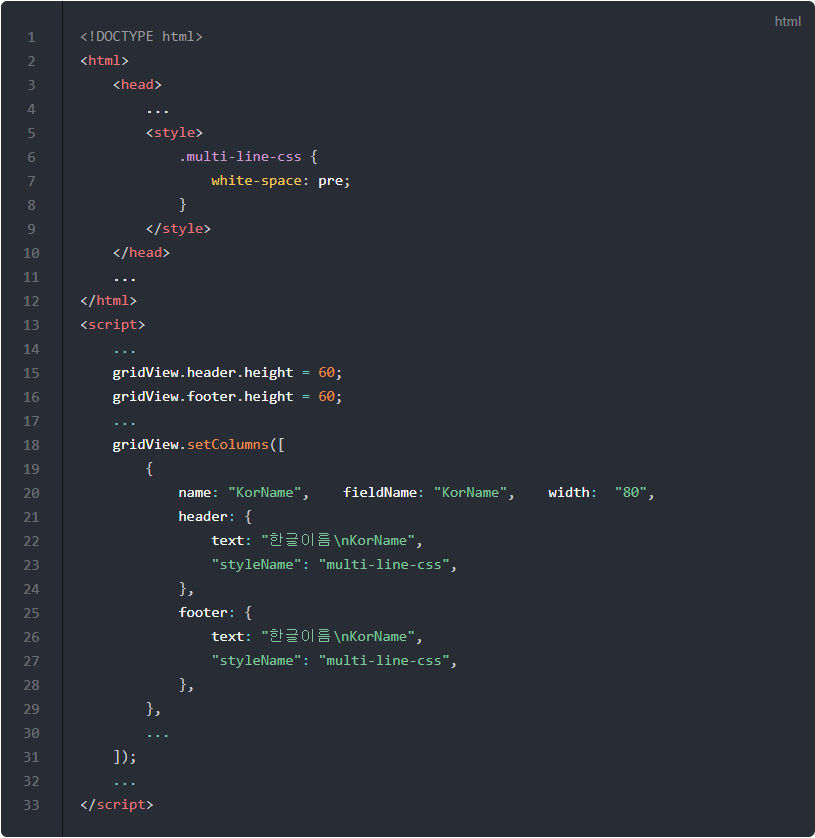 html
1 <!DOCTYPE html>
2 <html>
3     <head>
4         ...
5         <style>
6             .multi-line-css {
7                 white-space: pre;
8             }
9         </style>
10     </head>
11     ...
12 </html>
13 <script>
14     ...
15     gridView.header.height = 60;
16     gridView.footer.height = 60;
17     ...
18     gridView.setColumns([
19         {
20             name: "KorName",    fieldName: "KorName",    width:  "80",
21             header: {
22                 text: "한글이름\nKorName",
23                 "styleName": "multi-line-css",
24             },
25             footer: {
26                 text: "한글이름\nKorName",
27                 "styleName": "multi-line-css",
28             },
29         },
30         ...
31     ]);
32     ...
33 </script>